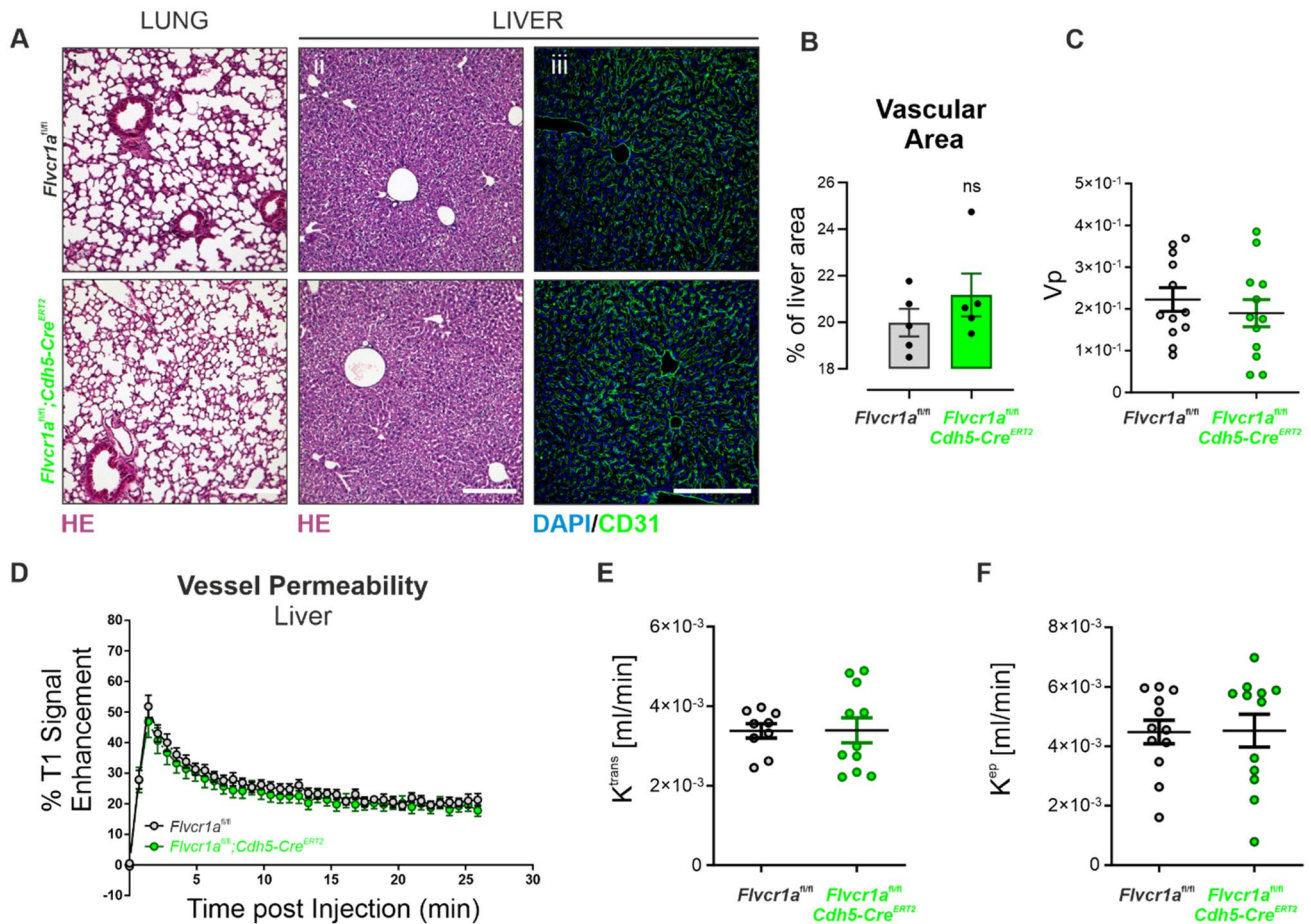 A
LUNG
LIVER
i
ii
iii
Flvcr1a^fl/fl
Flvcr1a^fl/fl;Cdh5-Cre^ERT2
HE
HE
DAPI/CD31
B
Vascular
Area
% of liver area
26
24
22
20
18
ns
Flvcr1a^fl/fl
Flvcr1a^fl/fl
Cdh5-Cre^ERT2
C
Vp
5×10^-1
4×10^-1
3×10^-1
2×10^-1
1×10^-1
0
Flvcr1a^fl/fl
Flvcr1a^fl/fl
Cdh5-Cre^ERT2
D
Vessel Permeability
Liver
% T1 Signal
Enhancement
80
70
60
50
40
30
20
10
0
-10
5
10
15
20
25
30
Flvcr1a^fl/fl
Flvcr1a^fl/fl;Cdh5-Cre^ERT2
Time post Injection (min)
E
K^trans [ml/min]
6×10^-3
4×10^-3
2×10^-3
0
Flvcr1a^fl/fl
Flvcr1a^fl/fl
Cdh5-Cre^ERT2
F
K^ep [ml/min]
8×10^-3
6×10^-3
4×10^-3
2×10^-3
0
Flvcr1a^fl/fl
Flvcr1a^fl/fl
Cdh5-Cre^ERT2